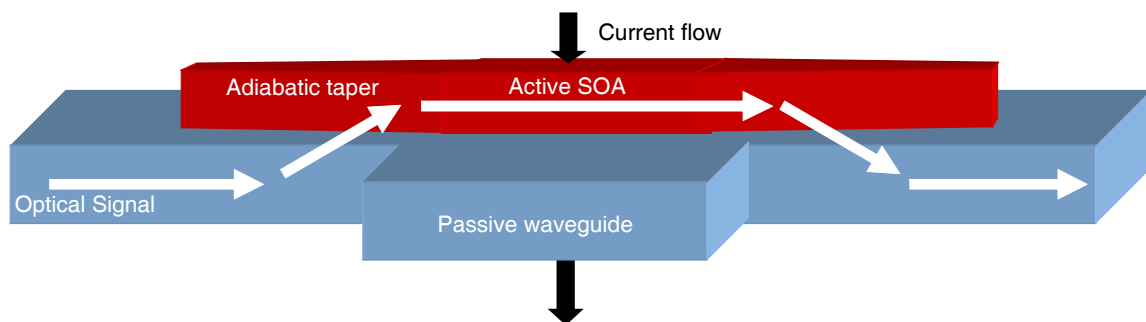 Current flow
Adiabatic taper
Active SOA
Optical Signal
Passive waveguide